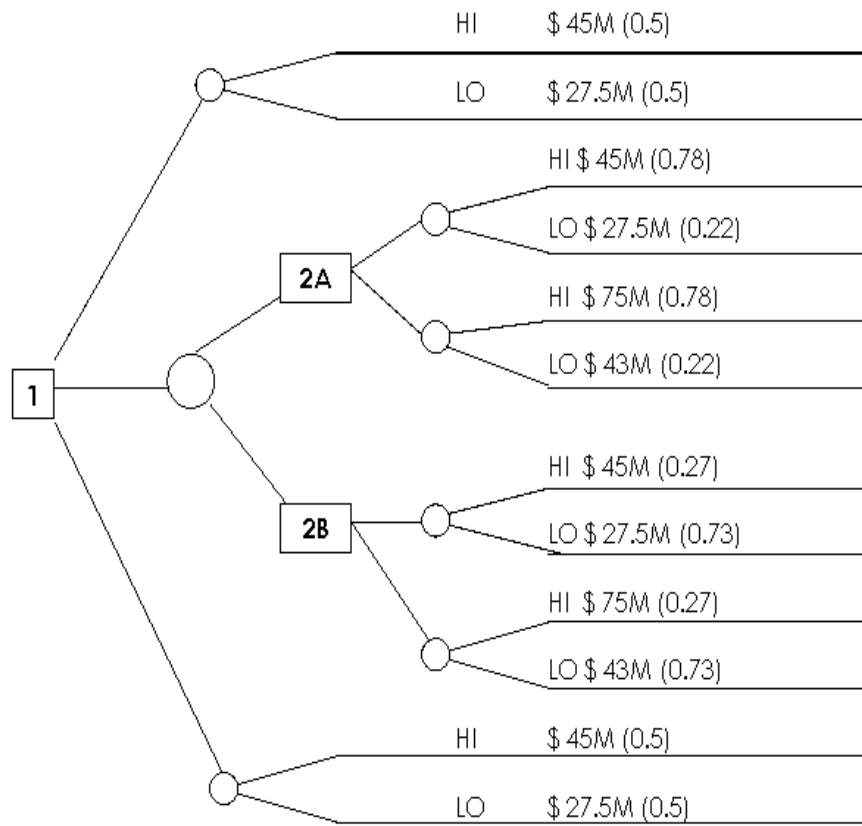 HI $ 45M (0.5)
LO $ 27.5M (0.5)
HI $ 45M (0.78)
LO $ 27.5M (0.22)
2A
HI $ 75M (0.78)
LO $ 43M (0.22)
1
HI $ 45M (0.27)
2B
LO $ 27.5M (0.73)
HI $ 75M (0.27)
LO $ 43M (0.73)
HI $ 45M (0.5)
LO $ 27.5M (0.5)